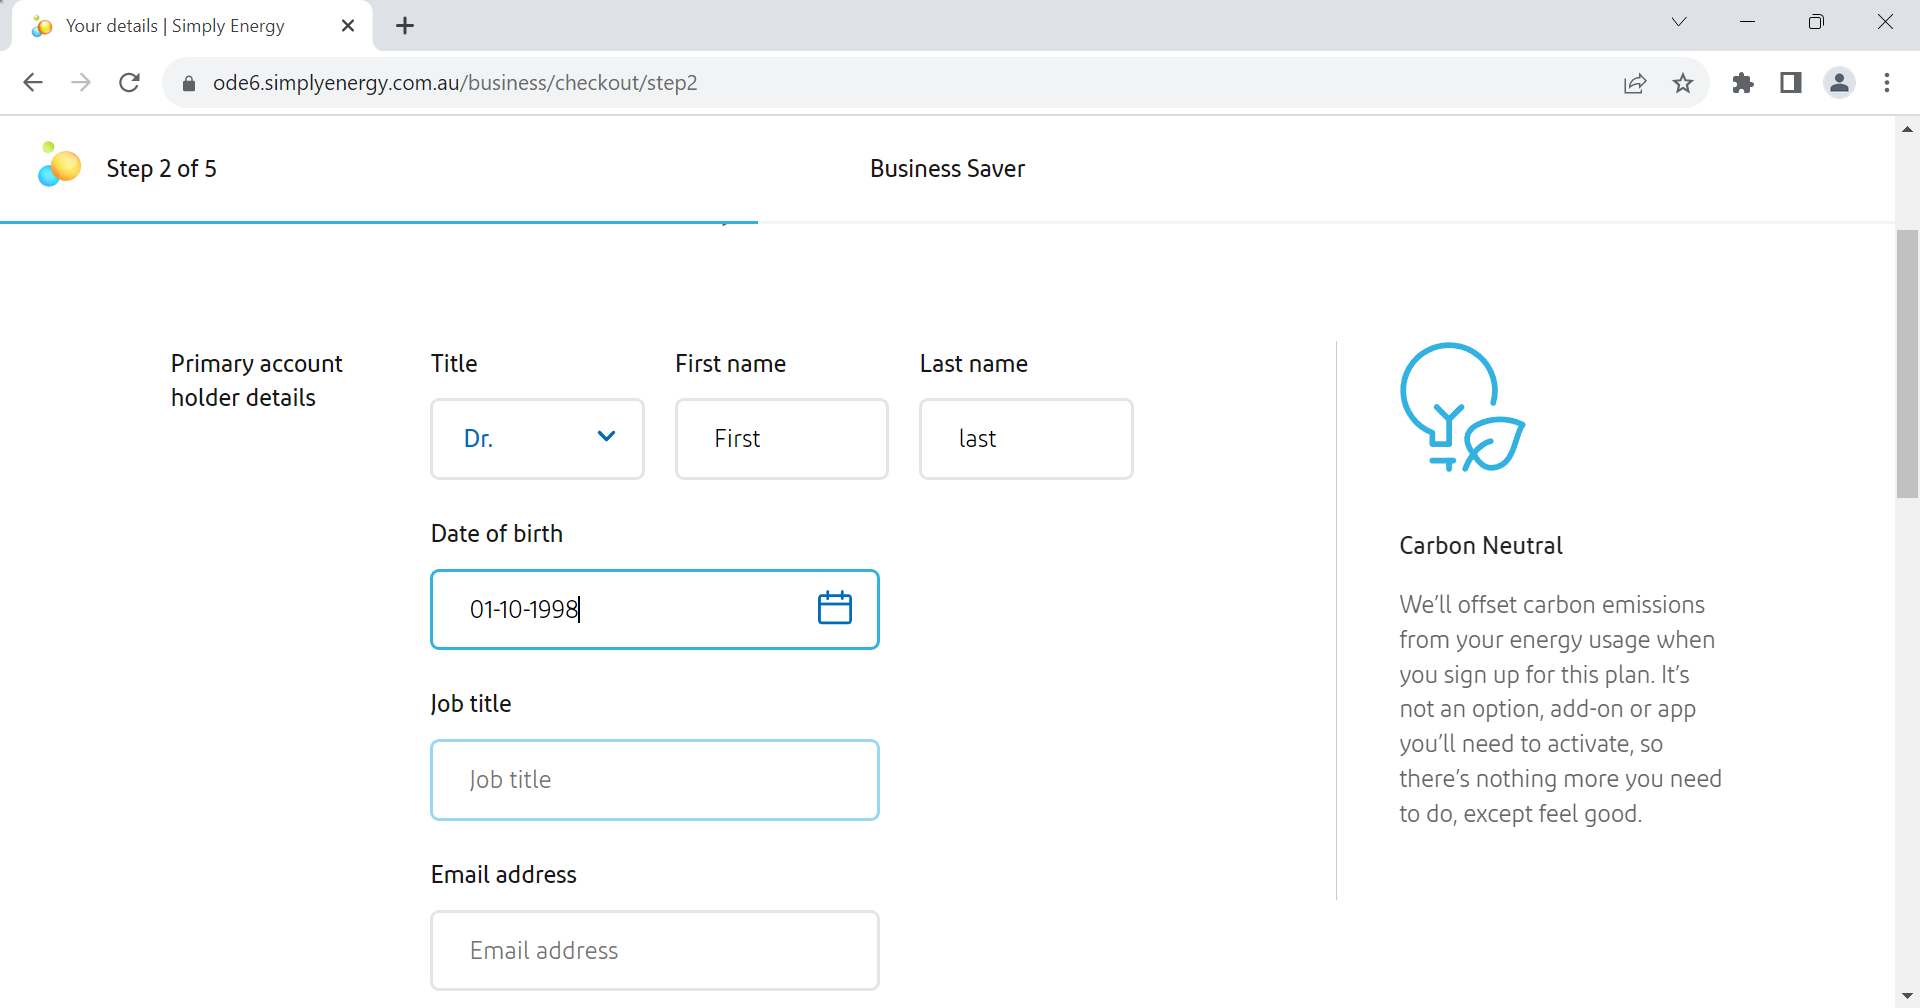 Your details | Simply Energy
ode6.simplyenergy.com.au/business/checkout/step2
Step 2 of 5
Business Saver
Primary account
holder details
Title
First name
Last name
Dr.
First
last
Date of birth
01-10-1998
Job title
Job title
Email address
Email address
Carbon Neutral
We'll offset carbon emissions
from your energy usage when
you sign up for this plan. It's
not an option, add-on or app
you'll need to activate, so
there's nothing more you need
to do, except feel good.